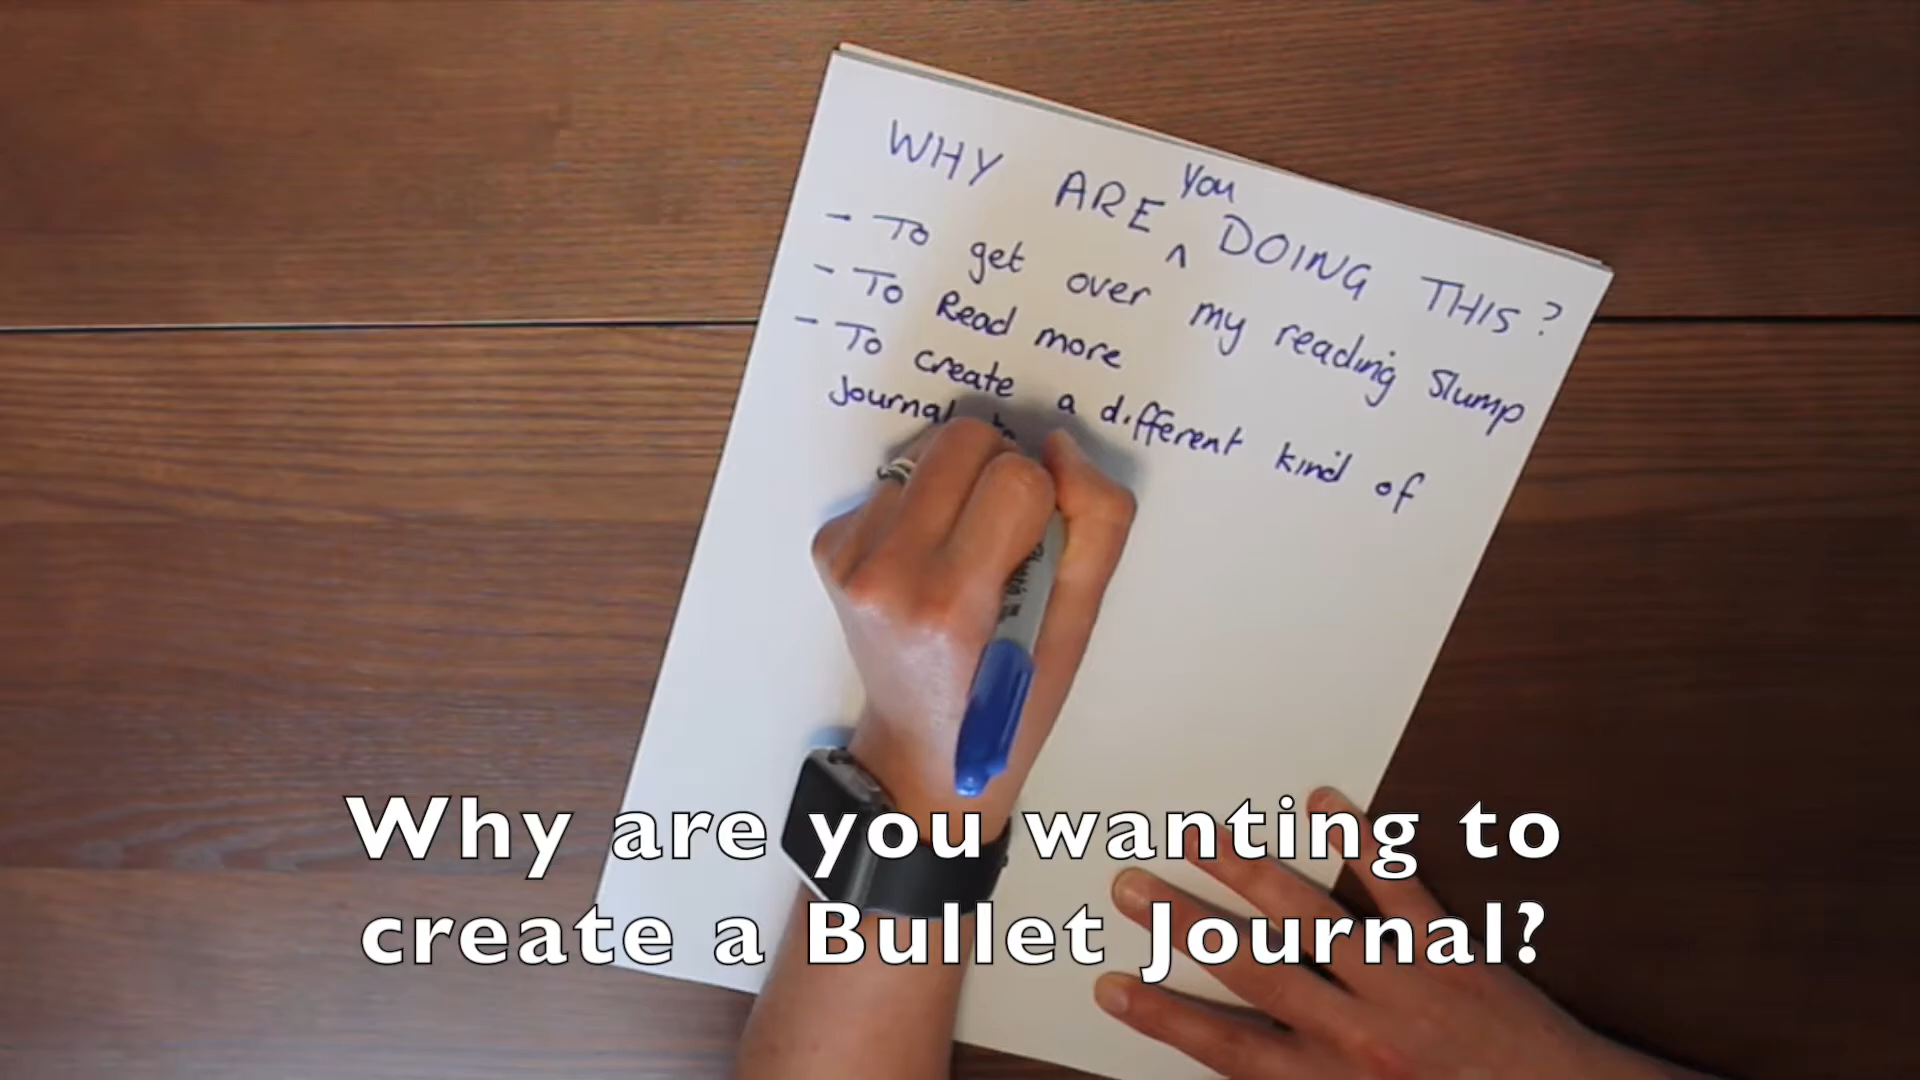 WHY ARE you DOING THIS?
- To get over my reading slump
- To Read more
- To create a different kind of
Journal to
Why are you wanting to
create a Bullet Journal?